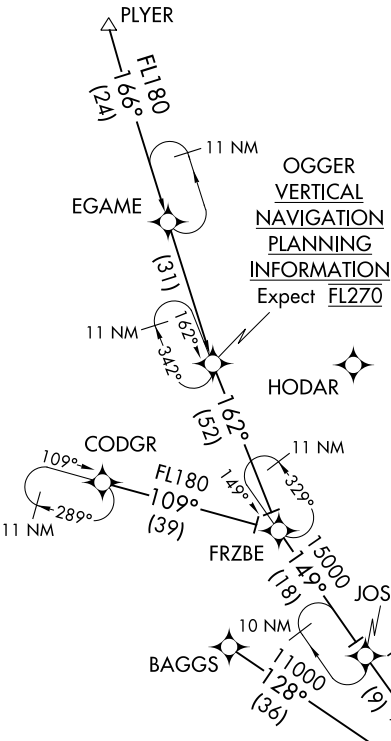 PLYER
FL180
166°
(24)
11 NM
EGAME
OGGER
VERTICAL
NAVIGATION
PLANNING
INFORMATION
Expect FL270
(31)
11 NM
162°
342°
HODAR
162°
(52)
CODGR
109°
289°
11 NM
FL180
109°
(39)
11 NM
149°
329°
FRZBE
15000
149°
(18)
JOS
10 NM
BAGGS
11000
128°
(36)
(9)